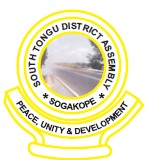 SOUTH TONGU DISTRICT ASSEMBLY
* SOGAKOPE *
PEACE, UNITY & DEVELOPMENT